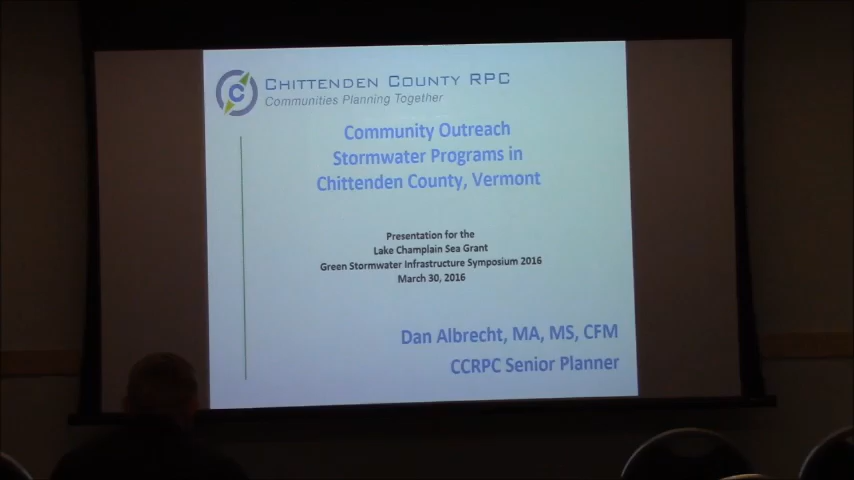 C
CHITTENDEN COUNTY RPC
Communities Planning Together
Community Outreach
Stormwater Programs in
Chittenden County, Vermont
Presentation for the
Lake Champlain Sea Grant
Green Stormwater Infrastructure Symposium 2016
March 30, 2016
Dan Albrecht, MA, MS, CFM
CCRPC Senior Planner